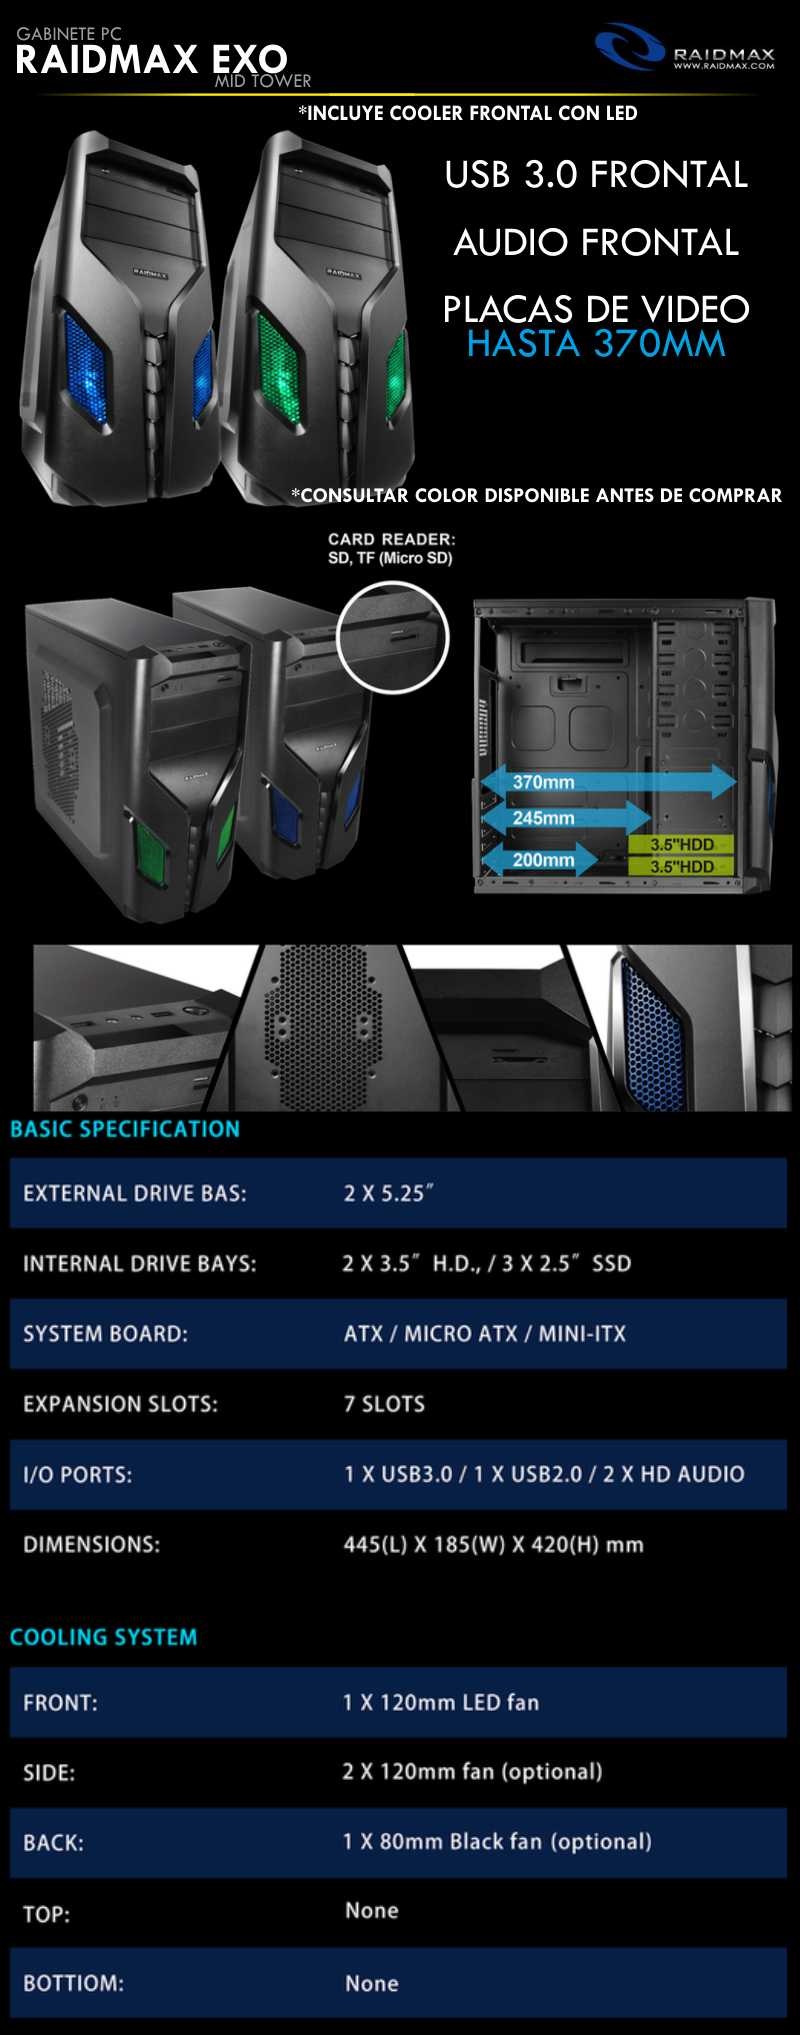 GABINETE PC
RAIDMAX EXO
MID TOWER
RAIDMAX
WWW.RAIDMAX.COM
*INCLUYE COOLER FRONTAL CON LED
USB 3.0 FRONTAL
AUDIO FRONTAL
PLACAS DE VIDEO
HASTA 370MM
RAIDMAX
RAIDMAX
*CONSULTAR COLOR DISPONIBLE ANTES DE COMPRAR
CARD READER:
SD, TF (Micro SD)
RAIDMAX
RAIDMAX
370mm
245mm
3.5"HDD
200mm
3.5"HDD
BASIC SPECIFICATION
EXTERNAL DRIVE BAS: 2 X 5.25"
INTERNAL DRIVE BAYS: 2 X 3.5" H.D., / 3 X 2.5" SSD
SYSTEM BOARD: ATX / MICRO ATX / MINI-ITX
EXPANSION SLOTS: 7 SLOTS
I/O PORTS: 1 X USB3.0 / 1 X USB2.0 / 2 X HD AUDIO
DIMENSIONS: 445(L) X 185(W) X 420(H) mm
COOLING SYSTEM
FRONT: 1 X 120mm LED fan
SIDE: 2 X 120mm fan (optional)
BACK: 1 X 80mm Black fan (optional)
TOP: None
BOTTIOM: None